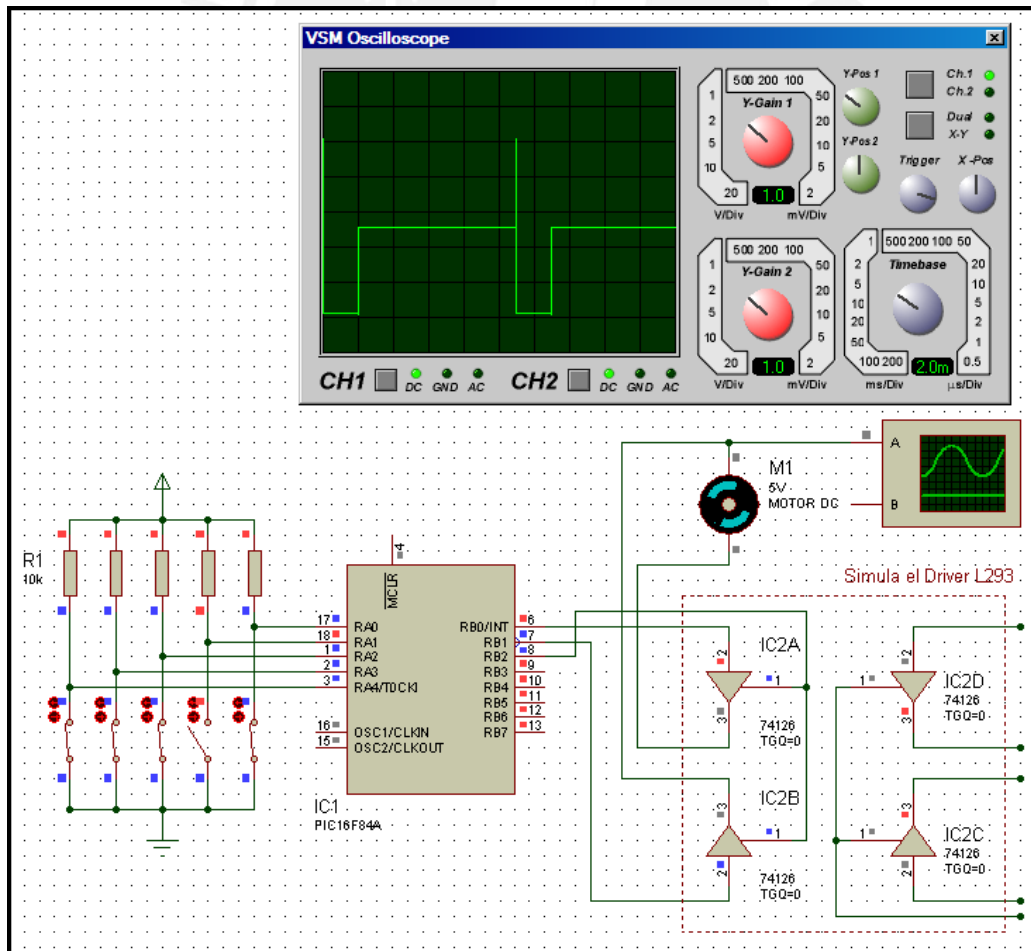 VSM Oscilloscope
500 200 100
1
2
5
10
20
50
20
10
5
2
Y-Gain 1
1.0
V/Div
mV/Div
Y-Pos 1
Y-Pos 2
Ch.1
Ch.2
Dual
X-Y
Trigger
X-Pos
500 200 100
1
2
5
10
20
50
20
10
5
2
Y-Gain 2
1.0
V/Div
mV/Div
1
500 200 100 50
2
5
10
20
50
100 200
20
10
5
2
1
0.5
Timebase
2.0m
ms/Div
µs/Div
CH1
DC
GND
AC
CH2
DC
GND
AC
A
B
M1
5V
MOTOR DC
Simula el Driver L293
R1
10k
4
MCLR
17
RA0
18
RA1
1
RA2
2
RA3
3
RA4/T0CKI
16
OSC1/CLKIN
15
OSC2/CLKOUT
RB0/INT
6
RB1
7
RB2
8
RB3
9
RB4
10
RB5
11
RB6
12
RB7
13
IC1
PIC16F84A
2
IC2A
1
3
74126
TGQ=0
2
IC2D
1
3
74126
TGQ=0
IC2B
3
1
2
74126
TGQ=0
IC2C
3
1
2
74126
TGQ=0